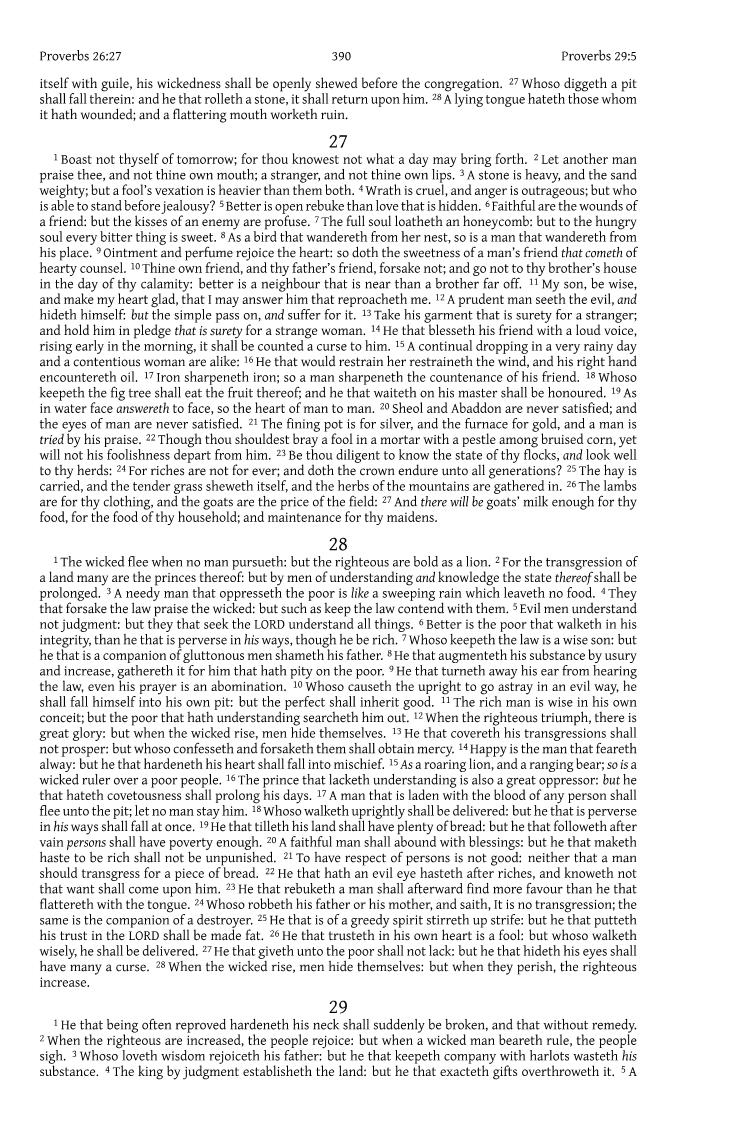 Proverbs 26:27 390 Proverbs 29:5
itself with guile, his wickedness shall be openly shewed before the congregation. 27 Whoso diggeth a pit
shall fall therein: and he that rolleth a stone, it shall return upon him. 28 A lying tongue hateth those whom
it hath wounded; and a flattering mouth worketh ruin.
27
1 Boast not thyself of tomorrow; for thou knowest not what a day may bring forth. 2 Let another man
praise thee, and not thine own mouth; a stranger, and not thine own lips. 3 A stone is heavy, and the sand
weighty; but a fool's vexation is heavier than them both. 4 Wrath is cruel, and anger is outrageous; but who
is able to stand before jealousy? 5 Better is open rebuke than love that is hidden. 6 Faithful are the wounds of
a friend: but the kisses of an enemy are profuse. 7 The full soul loatheth an honeycomb: but to the hungry
soul every bitter thing is sweet. 8 As a bird that wandereth from her nest, so is a man that wandereth from
his place. 9 Ointment and perfume rejoice the heart: so doth the sweetness of a man's friend that cometh of
hearty counsel. 10 Thine own friend, and thy father's friend, forsake not; and go not to thy brother's house
in the day of thy calamity: better is a neighbour that is near than a brother far off. 11 My son, be wise,
and make my heart glad, that I may answer him that reproacheth me. 12 A prudent man seeth the evil, and
hideth himself: but the simple pass on, and suffer for it. 13 Take his garment that is surety for a stranger;
and hold him in pledge that is surety for a strange woman. 14 He that blesseth his friend with a loud voice,
rising early in the morning, it shall be counted a curse to him. 15 A continual dropping in a very rainy day
and a contentious woman are alike: 16 He that would restrain her restraineth the wind, and his right hand
encountereth oil. 17 Iron sharpeneth iron; so a man sharpeneth the countenance of his friend. 18 Whoso
keepeth the fig tree shall eat the fruit thereof; and he that waiteth on his master shall be honoured. 19 As
in water face answereth to face, so the heart of man to man. 20 Sheol and Abaddon are never satisfied; and
the eyes of man are never satisfied. 21 The fining pot is for silver, and the furnace for gold, and a man is
tried by his praise. 22 Though thou shouldest bray a fool in a mortar with a pestle among bruised corn, yet
will not his foolishness depart from him. 23 Be thou diligent to know the state of thy flocks, and look well
to thy herds: 24 For riches are not for ever; and doth the crown endure unto all generations? 25 The hay is
carried, and the tender grass sheweth itself, and the herbs of the mountains are gathered in. 26 The lambs
are for thy clothing, and the goats are the price of the field: 27 And there will be goats' milk enough for thy
food, for the food of thy household; and maintenance for thy maidens.
28
1 The wicked flee when no man pursueth: but the righteous are bold as a lion. 2 For the transgression of
a land many are the princes thereof: but by men of understanding and knowledge the state thereof shall be
prolonged. 3 A needy man that oppresseth the poor is like a sweeping rain which leaveth no food. 4 They
that forsake the law praise the wicked: but such as keep the law contend with them. 5 Evil men understand
not judgment: but they that seek the LORD understand all things. 6 Better is the poor that walketh in his
integrity, than he that is perverse in his ways, though he be rich. 7 Whoso keepeth the law is a wise son: but
he that is a companion of gluttonous men shameth his father. 8 He that augmenteth his substance by usury
and increase, gathereth it for him that hath pity on the poor. 9 He that turneth away his ear from hearing
the law, even his prayer is an abomination. 10 Whoso causeth the upright to go astray in an evil way, he
shall fall himself into his own pit: but the perfect shall inherit good. 11 The rich man is wise in his own
conceit; but the poor that hath understanding searcheth him out. 12 When the righteous triumph, there is
great glory: but when the wicked rise, men hide themselves. 13 He that covereth his transgressions shall
not prosper: but whoso confesseth and forsaketh them shall obtain mercy. 14 Happy is the man that feareth
alway: but he that hardeneth his heart shall fall into mischief. 15 As a roaring lion, and a ranging bear; so is a
wicked ruler over a poor people. 16 The prince that lacketh understanding is also a great oppressor: but he
that hateth covetousness shall prolong his days. 17 A man that is laden with the blood of any person shall
flee unto the pit; let no man stay him. 18 Whoso walketh uprightly shall be delivered: but he that is perverse
in his ways shall fall at once. 19 He that tilleth his land shall have plenty of bread: but he that followeth after
vain persons shall have poverty enough. 20 A faithful man shall abound with blessings: but he that maketh
haste to be rich shall not be unpunished. 21 To have respect of persons is not good: neither that a man
should transgress for a piece of bread. 22 He that hath an evil eye hasteth after riches, and knoweth not
that want shall come upon him. 23 He that rebuketh a man shall afterward find more favour than he that
flattereth with the tongue. 24 Whoso robbeth his father or his mother, and saith, It is no transgression; the
same is the companion of a destroyer. 25 He that is of a greedy spirit stirreth up strife: but he that putteth
his trust in the LORD shall be made fat. 26 He that trusteth in his own heart is a fool: but whoso walketh
wisely, he shall be delivered. 27 He that giveth unto the poor shall not lack: but he that hideth his eyes shall
have many a curse. 28 When the wicked rise, men hide themselves: but when they perish, the righteous
increase.
29
1 He that being often reproved hardeneth his neck shall suddenly be broken, and that without remedy.
2 When the righteous are increased, the people rejoice: but when a wicked man beareth rule, the people
sigh. 3 Whoso loveth wisdom rejoiceth his father: but he that keepeth company with harlots wasteth his
substance. 4 The king by judgment establisheth the land: but he that exacteth gifts overthroweth it. 5 A